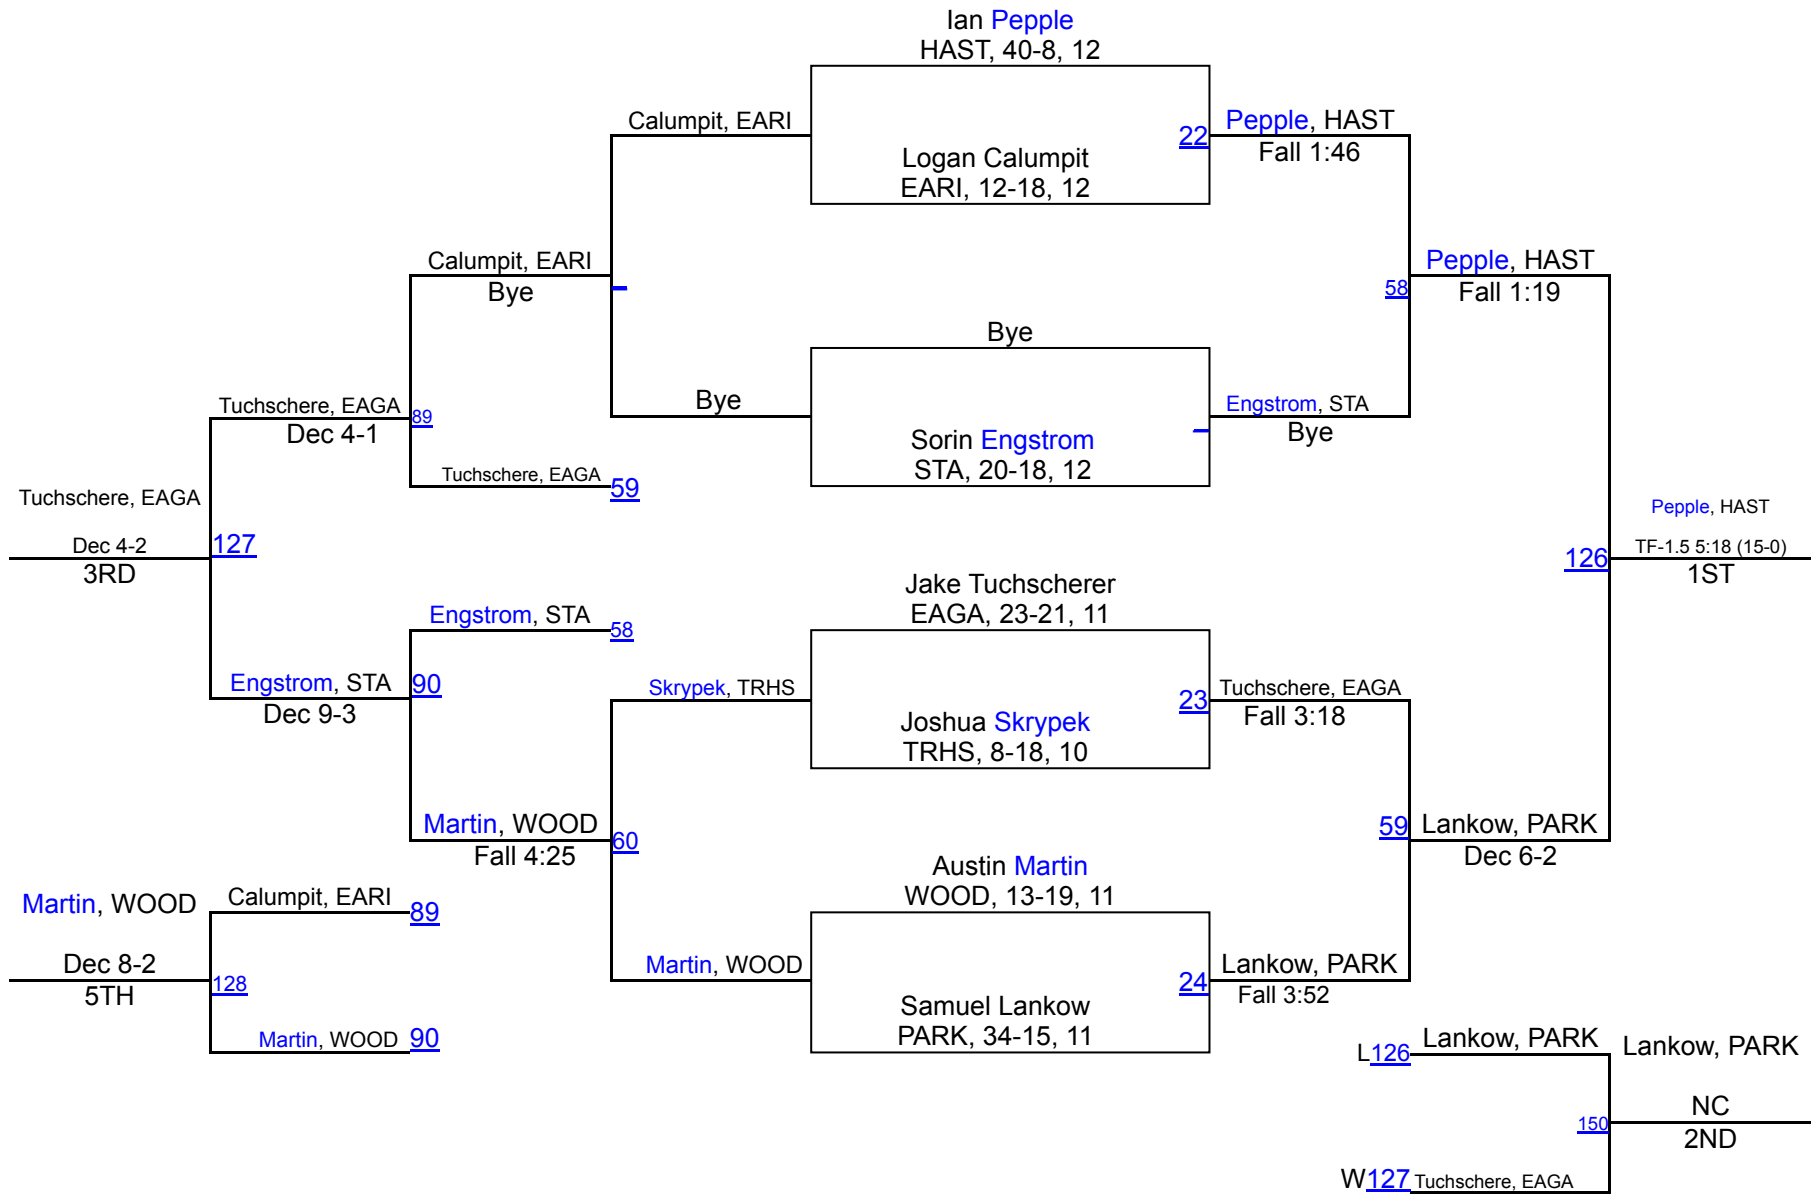 Ian Pepple
HAST, 40-8, 12
Calumpit, EARI
22
Pepple, HAST
Fall 1:46
Logan Calumpit
EARI, 12-18, 12
Calumpit, EARI
Bye
58
Pepple, HAST
Fall 1:19
Bye
Bye
Engstrom, STA
Bye
Sorin Engstrom
STA, 20-18, 12
Tuchschere, EAGA
Dec 4-1
89
Tuchschere, EAGA
59
Tuchschere, EAGA
Dec 4-2
3RD
127
Pepple, HAST
TF-1.5 5:18 (15-0)
1ST
126
Jake Tuchscherer
EAGA, 23-21, 11
Engstrom, STA
58
Engstrom, STA
Dec 9-3
90
Skrypek, TRHS
23
Tuchschere, EAGA
Fall 3:18
Joshua Skrypek
TRHS, 8-18, 10
Martin, WOOD
Fall 4:25
60
59
Lankow, PARK
Dec 6-2
Austin Martin
WOOD, 13-19, 11
Martin, WOOD
Dec 8-2
5TH
Calumpit, EARI
89
128
Martin, WOOD
90
Martin, WOOD
24
Lankow, PARK
Fall 3:52
Samuel Lankow
PARK, 34-15, 11
L126
Lankow, PARK
Lankow, PARK
NC
2ND
150
W127
Tuchschere, EAGA